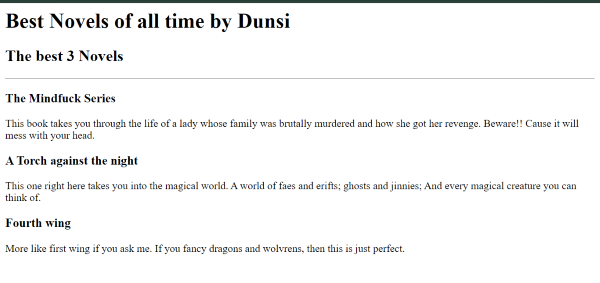 Best Novels of all time by Dunsi
The best 3 Novels
The Mindfuck Series
This book takes you through the life of a lady whose family was brutally murdered and how she got her revenge. Beware!! Cause it will
mess with your head.
A Torch against the night
This one right here takes you into the magical world. A world of faes and erifts; ghosts and jinnies; And every magical creature you can
think of.
Fourth wing
More like first wing if you ask me. If you fancy dragons and wolvrens, then this is just perfect.